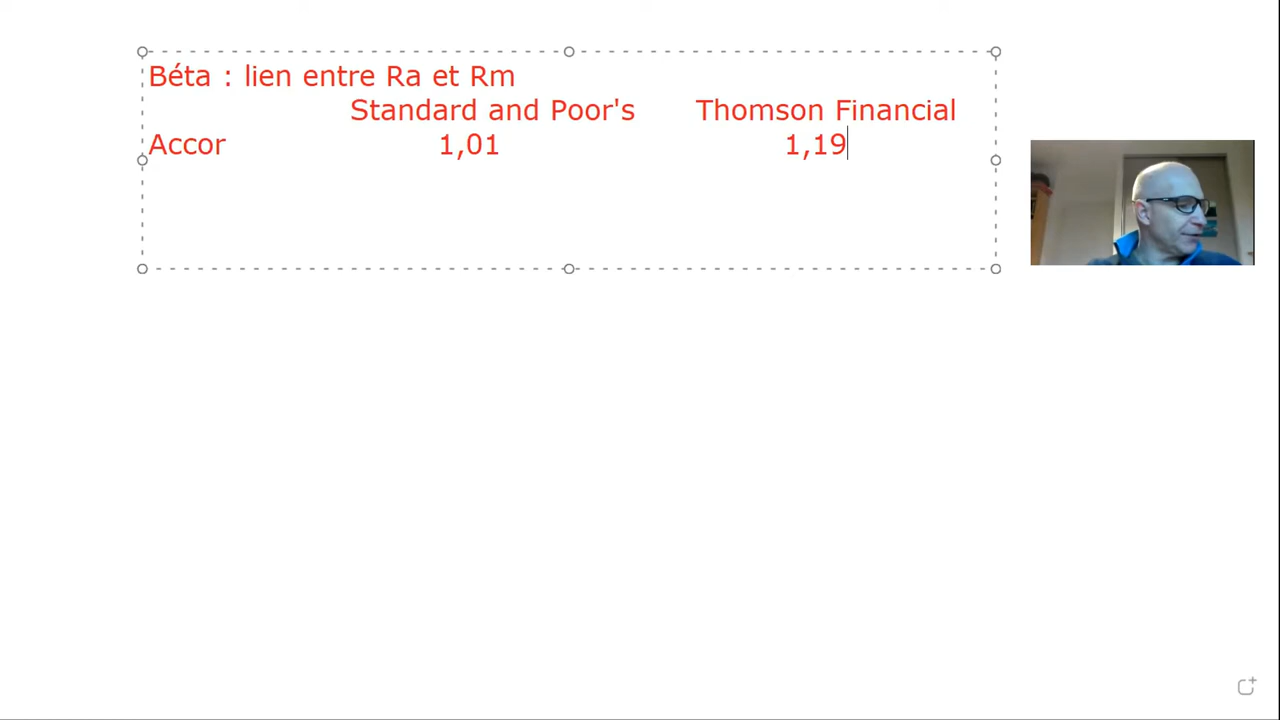 Béta : lien entre Ra et Rm
Standard and Poor's Thomson Financial
Accor 1,01 1,19